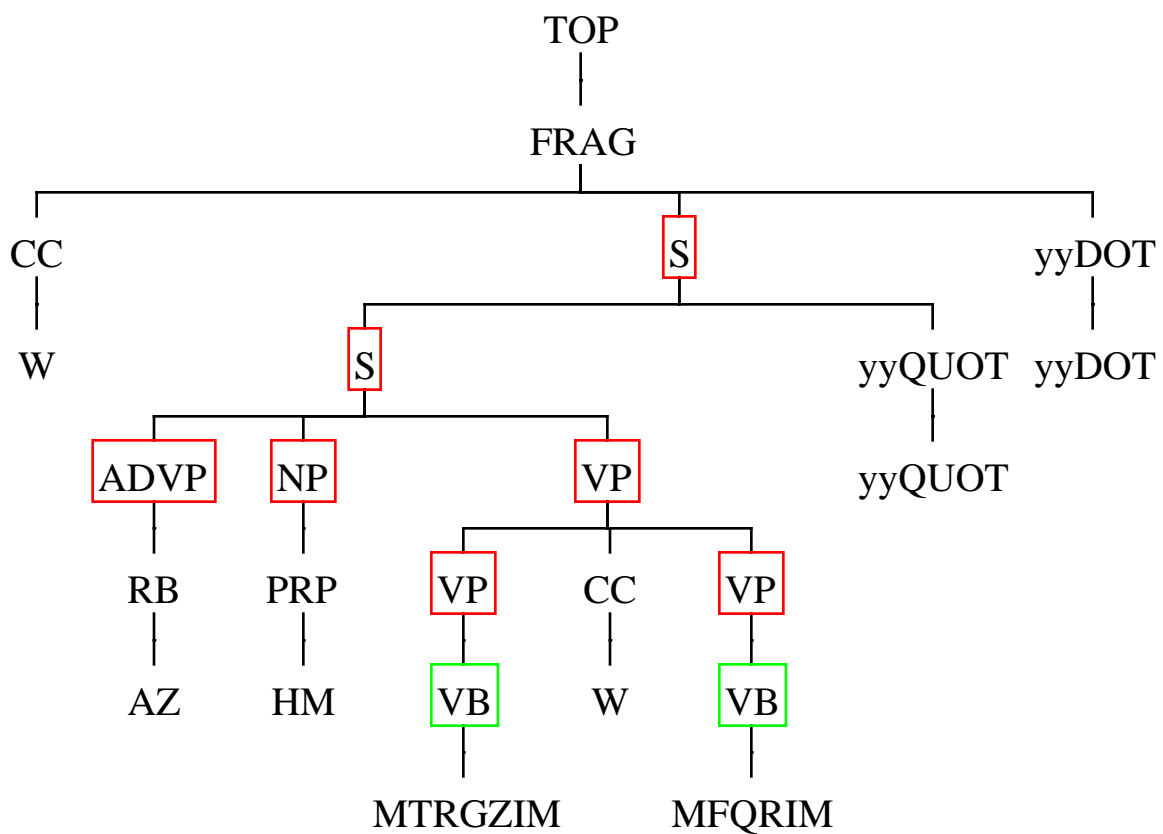 TOP
FRAG
CC S yyDOT
W S yyQUOT yyDOT
ADVP NP VP yyQUOT
RB PRP VP CC VP
AZ HM VB W VB
MTRGZIM MFQRIM